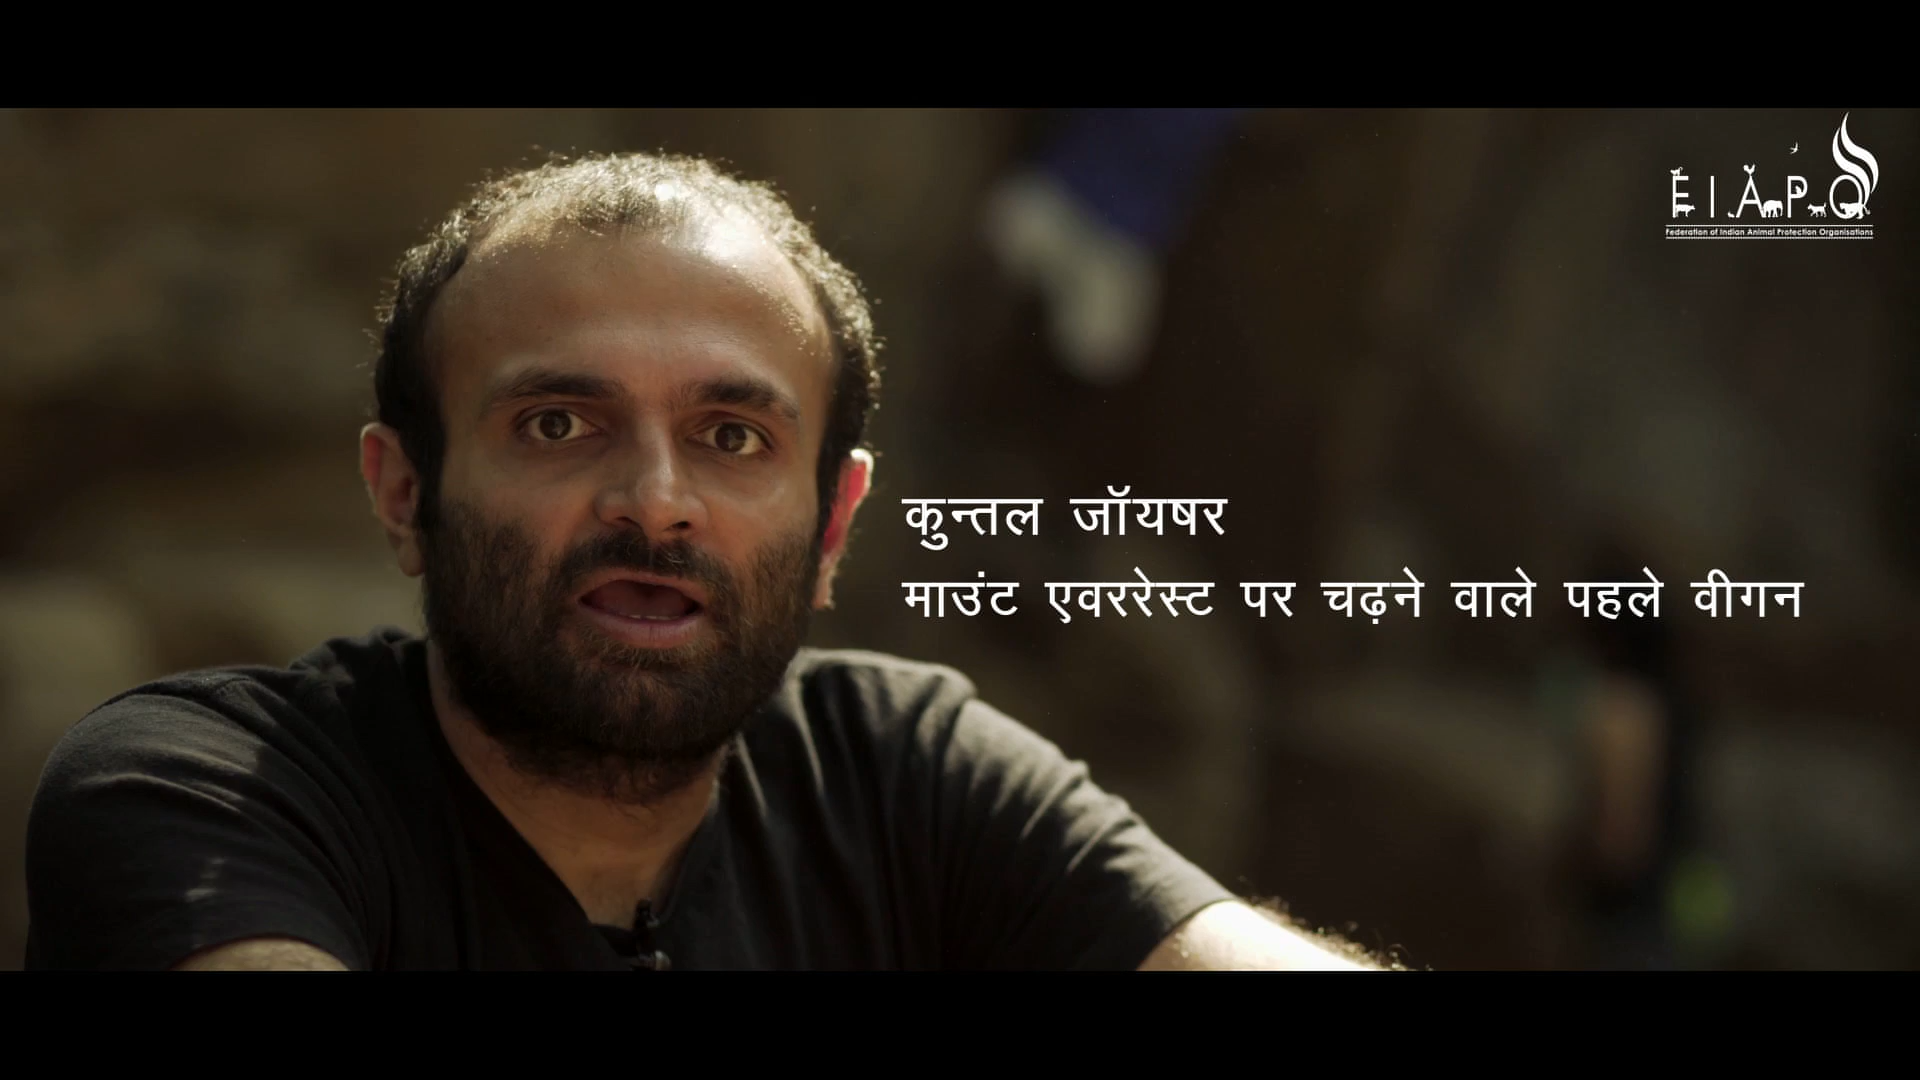 FIAPO
Federation of Indian Animal Protection Organisations
कुन्तल जॉयषर
माउंट एवररेस्ट पर चढ़ने वाले पहले वीगन